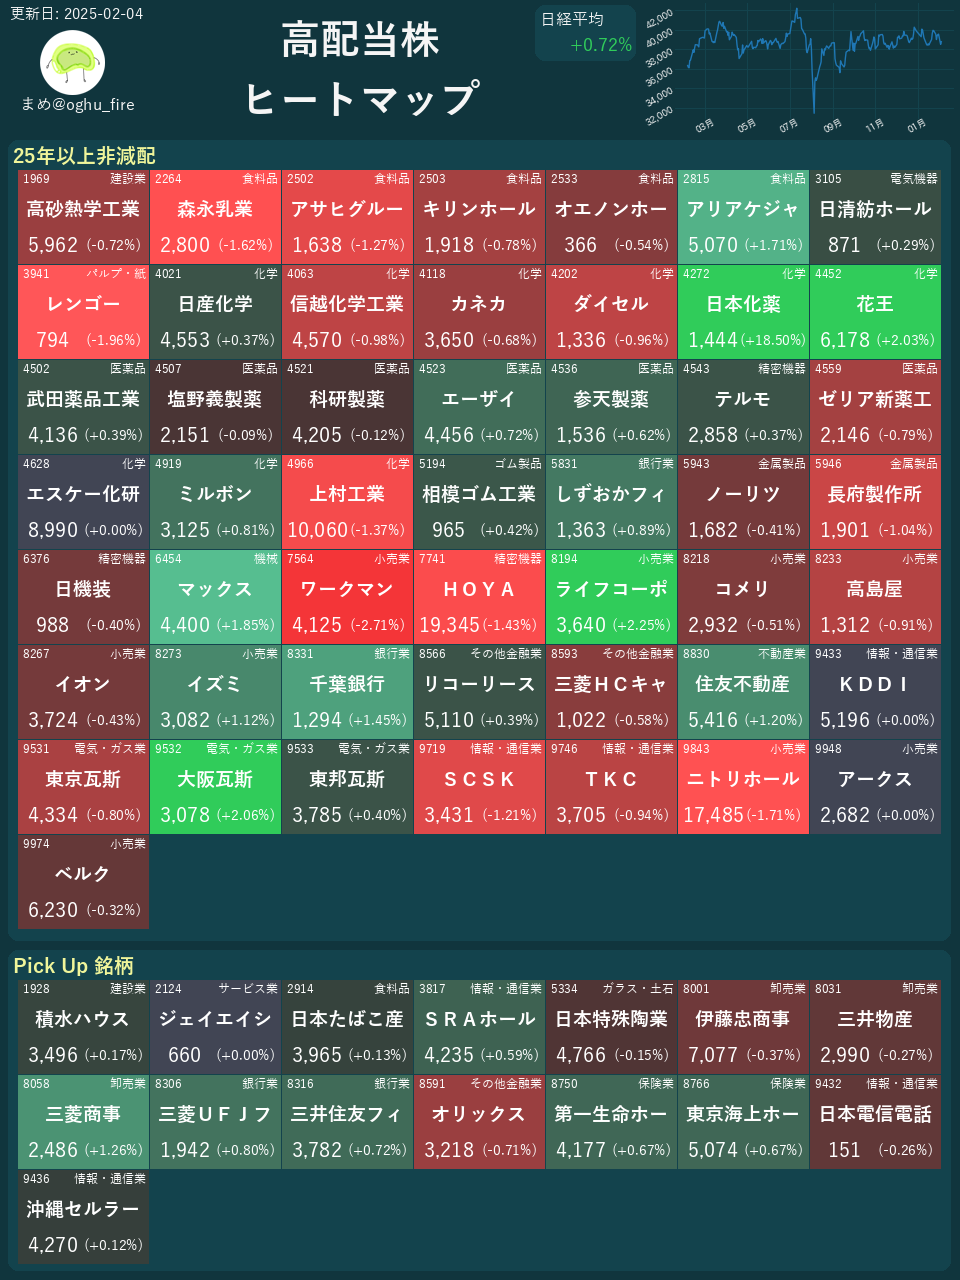 更新日: 2025-02-04
まめ@oghu_fire
高配当株
ヒートマップ
日経平均
+0.72%
42,000
40,000
38,000
36,000
34,000
32,000
03月 05月 07月 09月 11月 01月
25年以上非減配
1969 建設業 2264 食料品 2502 食料品 2503 食料品 2533 食料品 2815 食料品 3105 電気機器
高砂熱学工業 森永乳業 アサヒグルー キリンホール オエノンホー アリアケジャ 日清紡ホール
5,962 (-0.72%) 2,800 (-1.62%) 1,638 (-1.27%) 1,918 (-0.78%) 366 (-0.54%) 5,070 (+1.71%) 871 (+0.29%)
3941 パルプ・紙 4021 化学 4063 化学 4118 化学 4202 化学 4272 化学 4452 化学
レンゴー 日産化学 信越化学工業 カネカ ダイセル 日本化薬 花王
794 (-1.96%) 4,553 (+0.37%) 4,570 (-0.98%) 3,650 (-0.68%) 1,336 (-0.96%) 1,444 (+18.50%) 6,178 (+2.03%)
4502 医薬品 4507 医薬品 4521 医薬品 4523 医薬品 4536 医薬品 4543 精密機器 4559 医薬品
武田薬品工業 塩野義製薬 科研製薬 エーザイ 参天製薬 テルモ ゼリア新薬工
4,136 (+0.39%) 2,151 (-0.09%) 4,205 (-0.12%) 4,456 (+0.72%) 1,536 (+0.62%) 2,858 (+0.37%) 2,146 (-0.79%)
4628 化学 4919 化学 4966 化学 5194 ゴム製品 5831 銀行業 5943 金属製品 5946 金属製品
エスケー化研 ミルボン 上村工業 相模ゴム工業 しずおかフィ ノーリツ 長府製作所
8,990 (+0.00%) 3,125 (+0.81%) 10,060 (-1.37%) 965 (+0.42%) 1,363 (+0.89%) 1,682 (-0.41%) 1,901 (-1.04%)
6376 精密機器 6454 機械 7564 小売業 7741 精密機器 8194 小売業 8218 小売業 8233 小売業
日機装 マックス ワークマン ＨＯＹＡ ライフコーポ コメリ 高島屋
988 (-0.40%) 4,400 (+1.85%) 4,125 (-2.71%) 19,345 (-1.43%) 3,640 (+2.25%) 2,932 (-0.51%) 1,312 (-0.91%)
8267 小売業 8273 小売業 8331 銀行業 8566 その他金融業 8593 その他金融業 8830 不動産業 9433 情報・通信業
イオン イズミ 千葉銀行 リコーリース 三菱ＨＣキャ 住友不動産 ＫＤＤＩ
3,724 (-0.43%) 3,082 (+1.12%) 1,294 (+1.45%) 5,110 (+0.39%) 1,022 (-0.58%) 5,416 (+1.20%) 5,196 (+0.00%)
9531 電気・ガス業 9532 電気・ガス業 9533 電気・ガス業 9719 情報・通信業 9746 情報・通信業 9843 小売業 9948 小売業
東京瓦斯 大阪瓦斯 東邦瓦斯 ＳＣＳＫ ＴＫＣ ニトリホール アークス
4,334 (-0.80%) 3,078 (+2.06%) 3,785 (+0.40%) 3,431 (-1.21%) 3,705 (-0.94%) 17,485 (-1.71%) 2,682 (+0.00%)
9974 小売業
ベルク
6,230 (-0.32%)
Pick Up 銘柄
1928 建設業 2124 サービス業 2914 食料品 3817 情報・通信業 5334 ガラス・土石 8001 卸売業 8031 卸売業
積水ハウス ジェイエイシ 日本たばこ産 ＳＲＡホール 日本特殊陶業 伊藤忠商事 三井物産
3,496 (+0.17%) 660 (+0.00%) 3,965 (+0.13%) 4,235 (+0.59%) 4,766 (-0.15%) 7,077 (-0.37%) 2,990 (-0.27%)
8058 卸売業 8306 銀行業 8316 銀行業 8591 その他金融業 8750 保険業 8766 保険業 9432 情報・通信業
三菱商事 三菱ＵＦＪフ 三井住友フィ オリックス 第一生命ホー 東京海上ホー 日本電信電話
2,486 (+1.26%) 1,942 (+0.80%) 3,782 (+0.72%) 3,218 (-0.71%) 4,177 (+0.67%) 5,074 (+0.67%) 151 (-0.26%)
9436 情報・通信業
沖縄セルラー
4,270 (+0.12%)